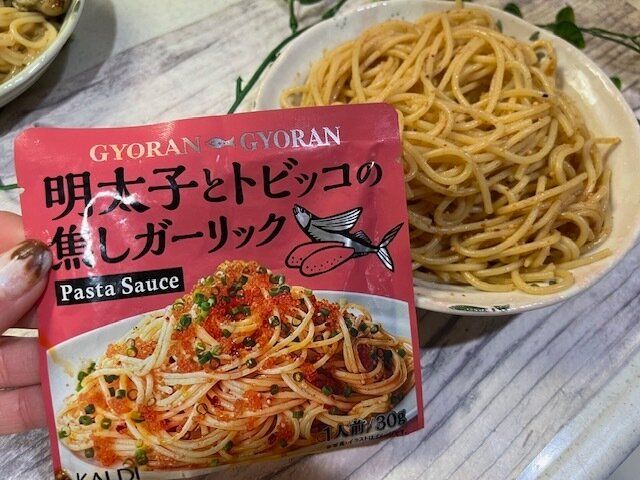 GYORAN GYORAN
明太子とトビッコの
焦しガーリック
Pasta Sauce
1人前/30g
KALDI